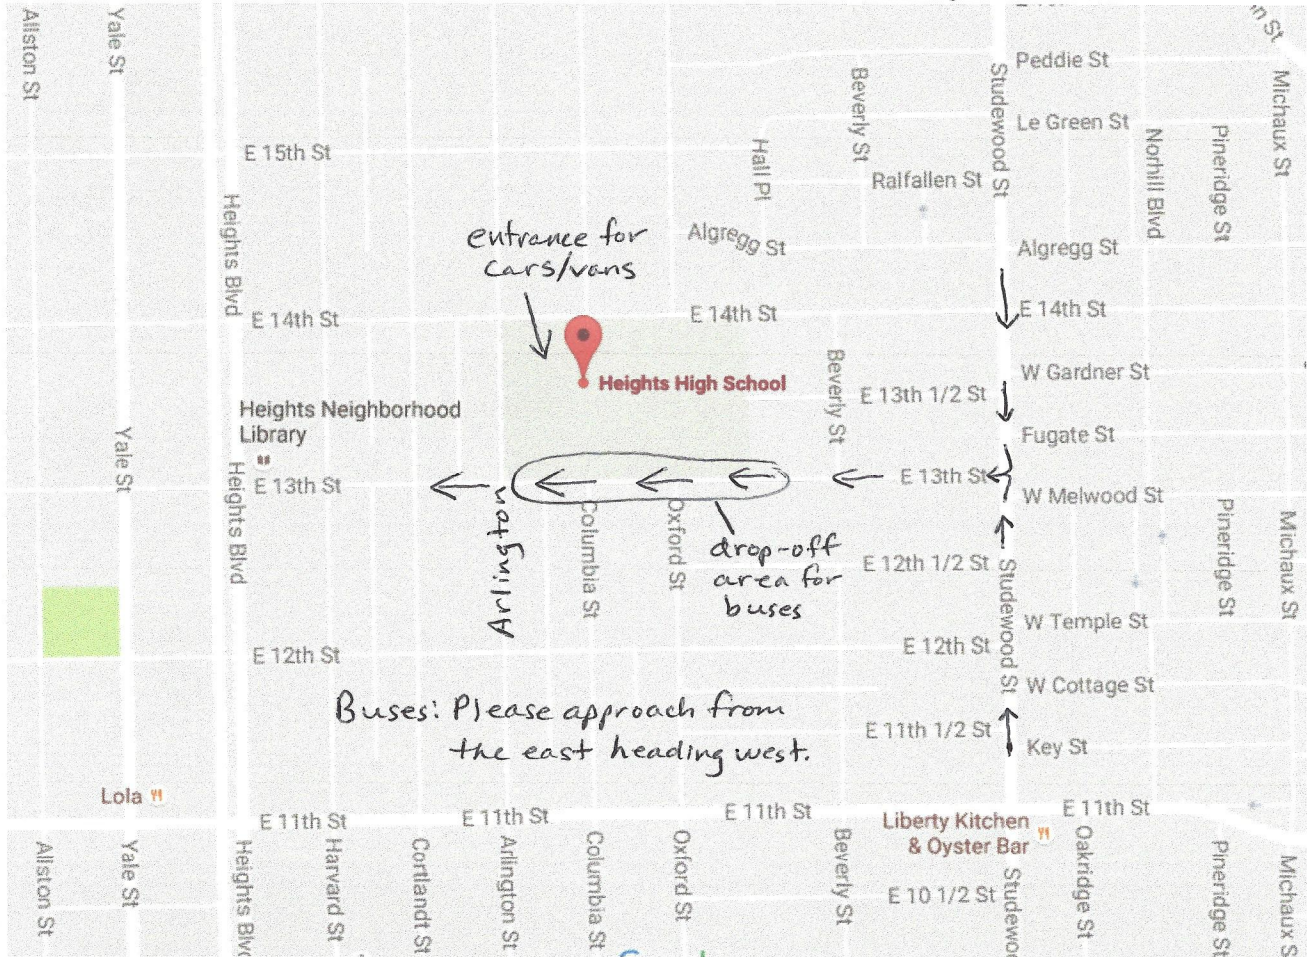 Peddie St
Le Green St
Studewood St
Beverly St
Hall Pl
Ralfallen St
Norhill Blvd
Pineridge St
Michaux St
n St
Allston St
Yale St
E 15th St
Heights Blvd
entrance for
cars/vans
Algregg St
Algregg St
E 14th St
E 14th St
E 14th St
W Gardner St
Heights High School
Beverly St
E 13th 1/2 St
Fugate St
Heights Neighborhood
Library
Yale St
Heights Blvd
E 13th St
E 13th St
W Melwood St
Arlington
Columbia St
Oxford St
drop-off
area for
buses
E 12th 1/2 St
Studewood St
Pineridge St
Michaux St
W Temple St
E 12th St
E 12th St
W Cottage St
Buses: Please approach from
the east heading west.
E 11th 1/2 St
Key St
Lola
E 11th St
E 11th St
E 11th St
E 11th St
Liberty Kitchen
& Oyster Bar
Allston St
Yale St
Heights Blvd
Harvard St
Cortlandt St
Arlington St
Columbia St
Oxford St
Beverly St
E 10 1/2 St
Studewo
Oakridge St
Pineridge St
Michaux S